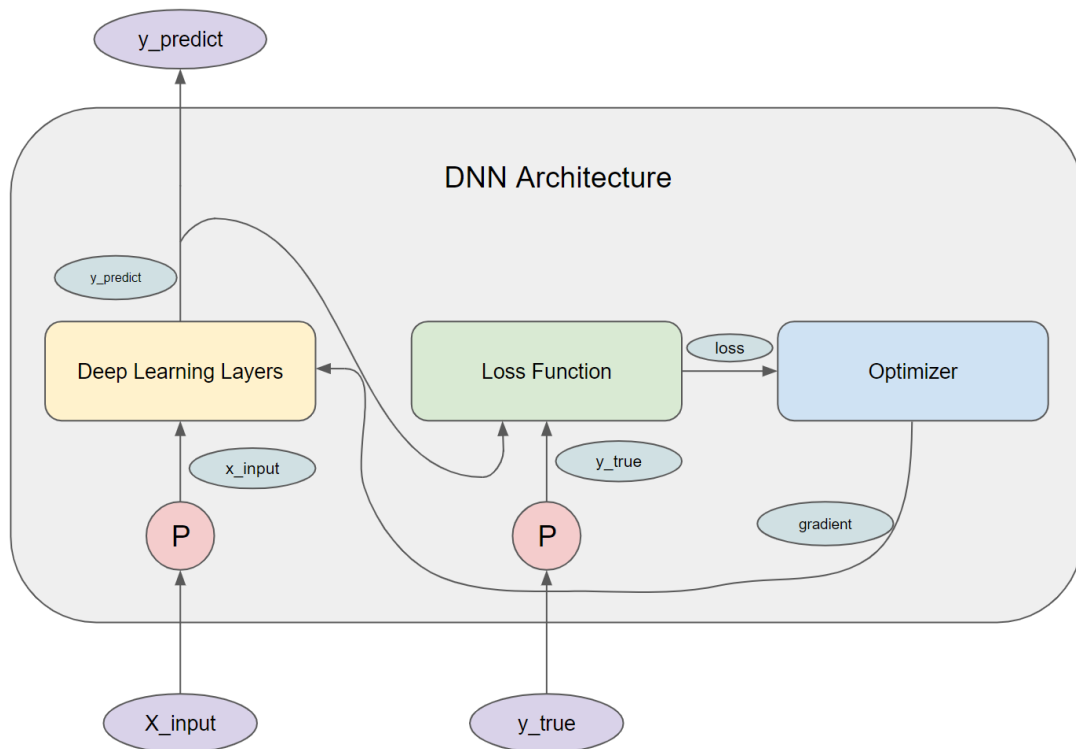 y_predict
DNN Architecture
y_predict
Deep Learning Layers
Loss Function
loss
Optimizer
x_input
y_true
gradient
P
P
X_input
y_true